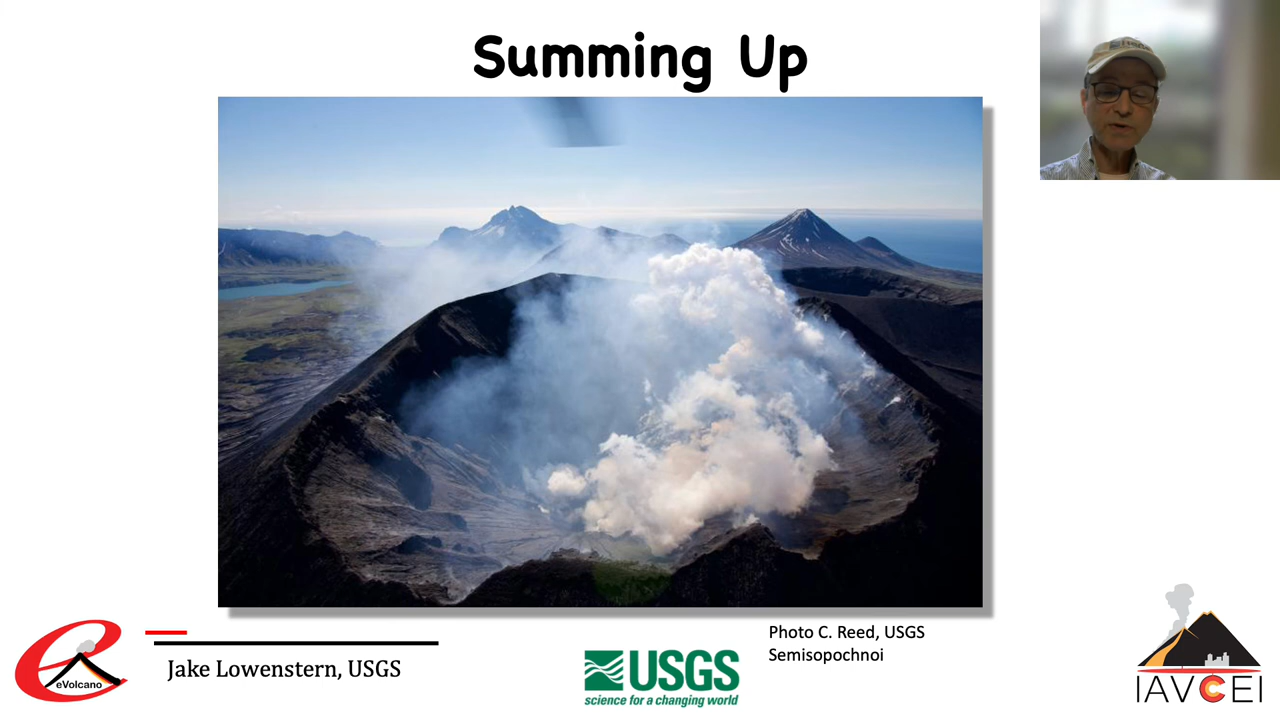 Summing Up
Photo C. Reed, USGS
Semisopochnoi
Jake Lowenstern, USGS
eVolcano
USGS
science for a changing world
IAVCEI